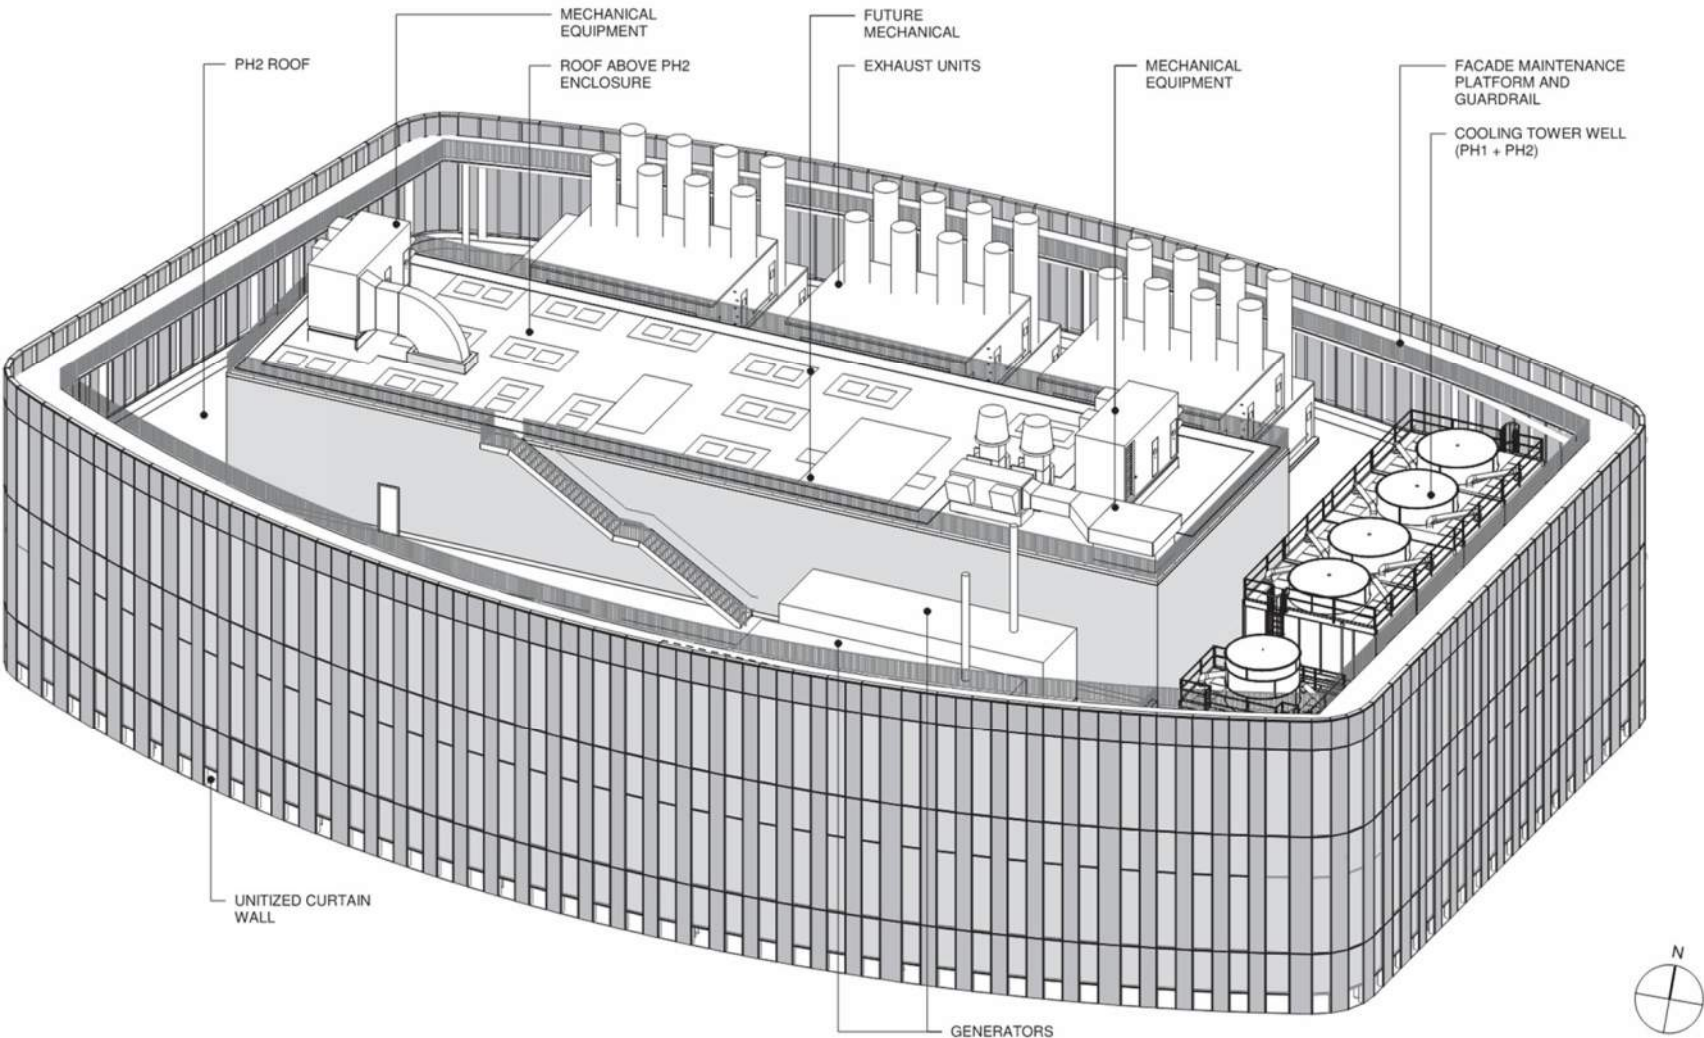 MECHANICAL
EQUIPMENT
FUTURE
MECHANICAL
PH2 ROOF
ROOF ABOVE PH2
ENCLOSURE
EXHAUST UNITS
MECHANICAL
EQUIPMENT
FACADE MAINTENANCE
PLATFORM AND
GUARDRAIL
COOLING TOWER WELL
(PH1 + PH2)
UNITIZED CURTAIN
WALL
N
GENERATORS